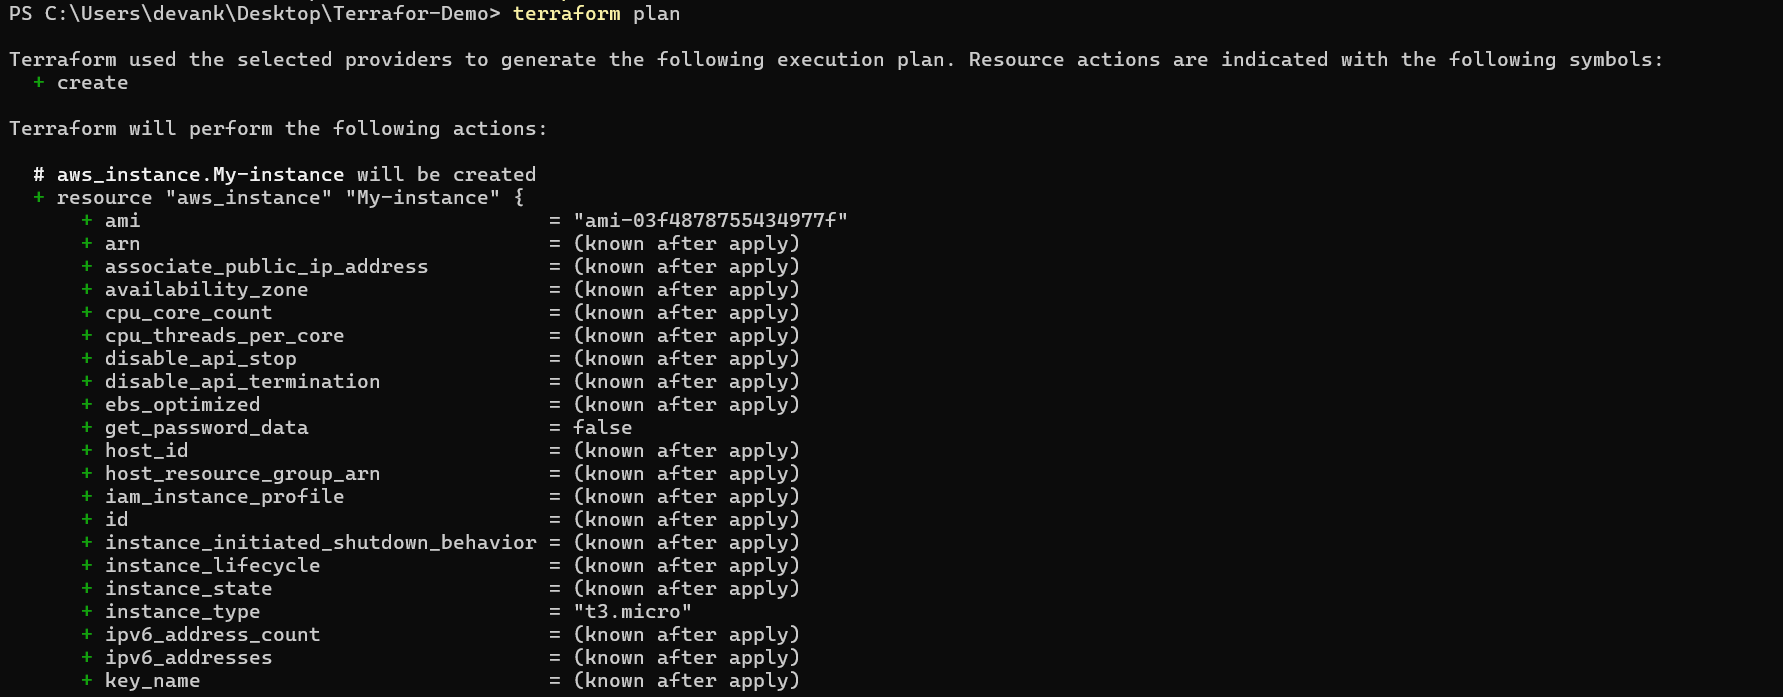 PS C:\Users\devank\Desktop\Terrafor-Demo> terraform plan
Terraform used the selected providers to generate the following execution plan. Resource actions are indicated with the following symbols:
+ create
Terraform will perform the following actions:
# aws_instance.My-instance will be created
+ resource "aws_instance" "My-instance" {
+ ami = "ami-03f4878755434977f"
+ arn = (known after apply)
+ associate_public_ip_address = (known after apply)
+ availability_zone = (known after apply)
+ cpu_core_count = (known after apply)
+ cpu_threads_per_core = (known after apply)
+ disable_api_stop = (known after apply)
+ disable_api_termination = (known after apply)
+ ebs_optimized = (known after apply)
+ get_password_data = false
+ host_id = (known after apply)
+ host_resource_group_arn = (known after apply)
+ iam_instance_profile = (known after apply)
+ id = (known after apply)
+ instance_initiated_shutdown_behavior = (known after apply)
+ instance_lifecycle = (known after apply)
+ instance_state = (known after apply)
+ instance_type = "t3.micro"
+ ipv6_address_count = (known after apply)
+ ipv6_addresses = (known after apply)
+ key_name = (known after apply)